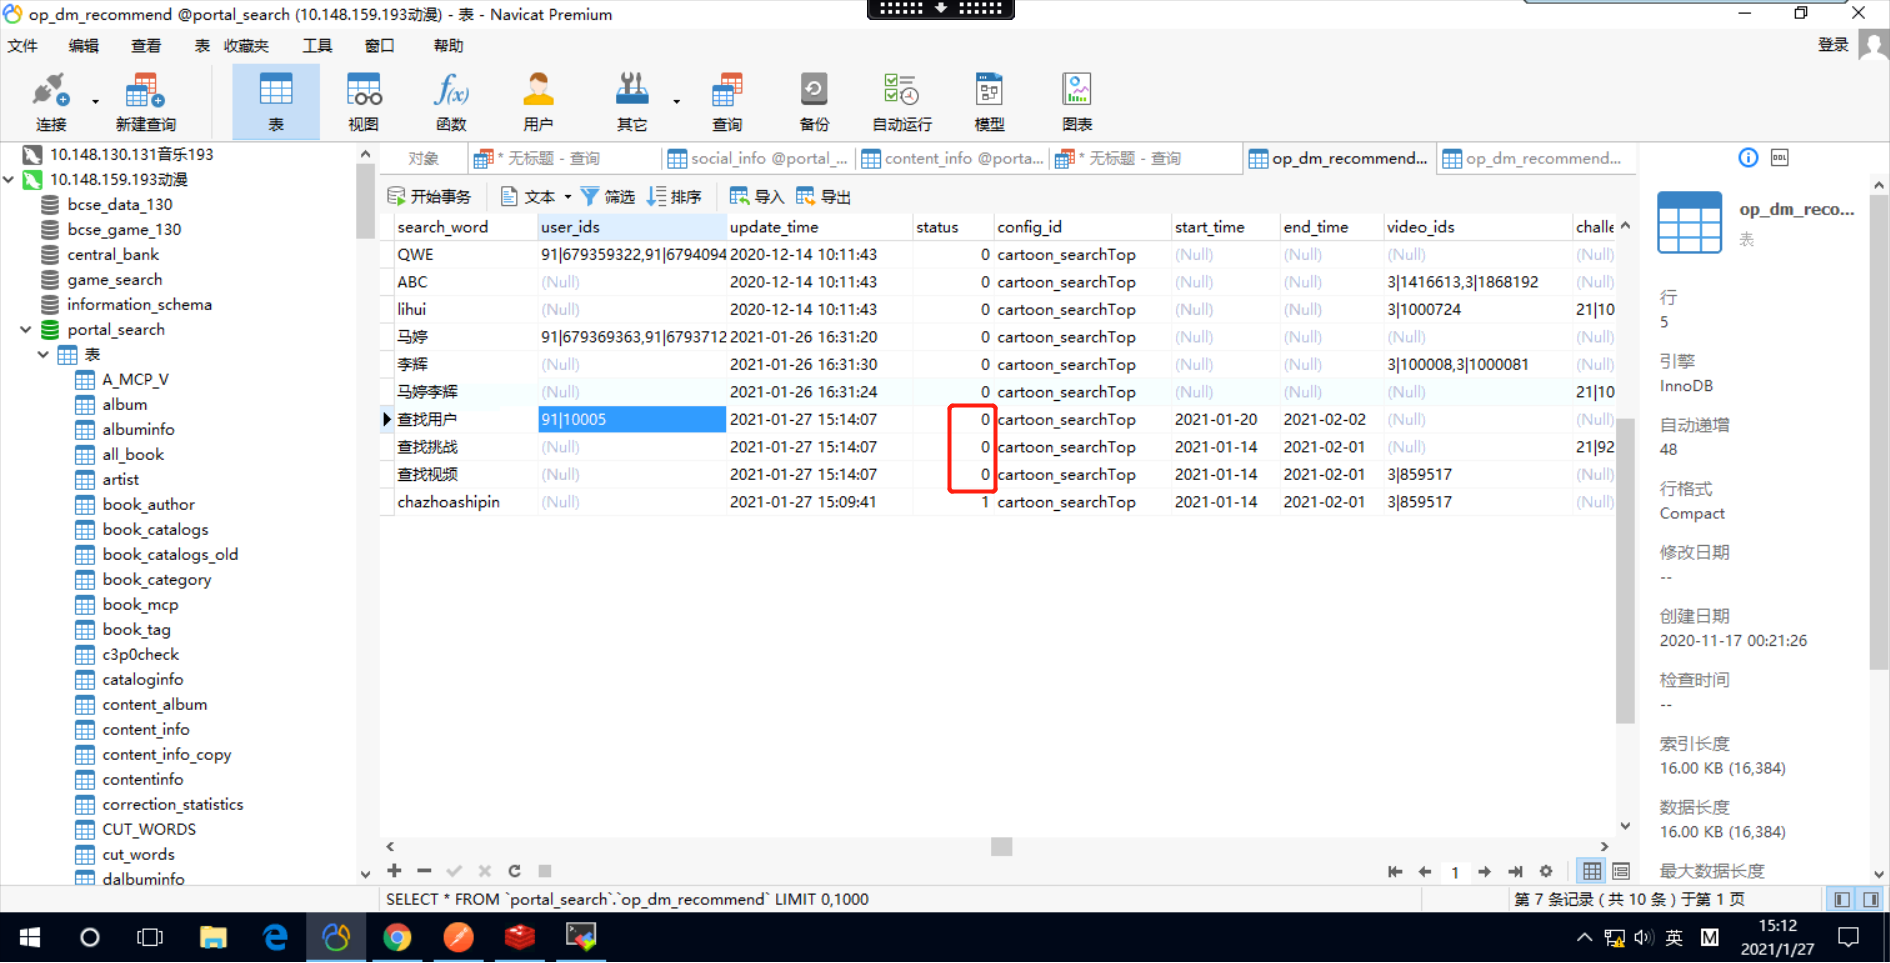 op_dm_recommend @portal_search (10.148.159.193动漫) - 表 - Navicat Premium
文件 编辑 查看 表 收藏夹 工具 窗口 帮助 登录
连接 新建查询 表 视图 函数 用户 其它 查询 备份 自动运行 模型 图表
对象 * 无标题 - 查询 social_info @portal_... content_info @porta... * 无标题 - 查询 op_dm_recommend... op_dm_recommend...
开始事务 文本 筛选 排序 导入 导出
10.148.130.131音乐193
10.148.159.193动漫
bcse_data_130
bcse_game_130
central_bank
game_search
information_schema
portal_search
表
A_MCP_V
album
albuminfo
all_book
artist
book_author
book_catalogs
book_catalogs_old
book_category
book_mcp
book_tag
c3p0check
cataloginfo
content_album
content_info
content_info_copy
contentinfo
correction_statistics
CUT_WORDS
cut_words
dalbuminfo
search_word user_ids update_time status config_id start_time end_time video_ids challe
QWE 91|679359322,91|6794094 2020-12-14 10:11:43 0 cartoon_searchTop (Null) (Null) (Null) (Null)
ABC (Null) 2020-12-14 10:11:43 0 cartoon_searchTop (Null) (Null) 3|1416613,3|1868192 (Null)
lihui (Null) 2020-12-14 10:11:43 0 cartoon_searchTop (Null) (Null) 3|1000724 21|10
马婷 91|679369363,91|6793712 2021-01-26 16:31:20 0 cartoon_searchTop (Null) (Null) (Null) (Null)
李辉 (Null) 2021-01-26 16:31:30 0 cartoon_searchTop (Null) (Null) 3|100008,3|1000081 (Null)
马婷李辉 (Null) 2021-01-26 16:31:24 0 cartoon_searchTop (Null) (Null) (Null) 21|10
查找用户 91|10005 2021-01-27 15:14:07 0 cartoon_searchTop 2021-01-20 2021-02-02 (Null) (Null)
查找挑战 (Null) 2021-01-27 15:14:07 0 cartoon_searchTop 2021-01-14 2021-02-01 (Null) 21|92
查找视频 (Null) 2021-01-27 15:14:07 0 cartoon_searchTop 2021-01-14 2021-02-01 3|859517 (Null)
chazhoashipin (Null) 2021-01-27 15:09:41 1 cartoon_searchTop 2021-01-14 2021-02-01 3|859517 (Null)
DDL
op_dm_reco...
表
行
5
引擎
InnoDB
自动递增
48
行格式
Compact
修改日期
--
创建日期
2020-11-17 00:21:26
检查时间
--
索引长度
16.00 KB (16,384)
数据长度
16.00 KB (16,384)
最大数据长度
1
SELECT * FROM `portal_search`.`op_dm_recommend` LIMIT 0,1000
第 7 条记录 ( 共 10 条 ) 于第 1 页
英 M 15:12
2021/1/27